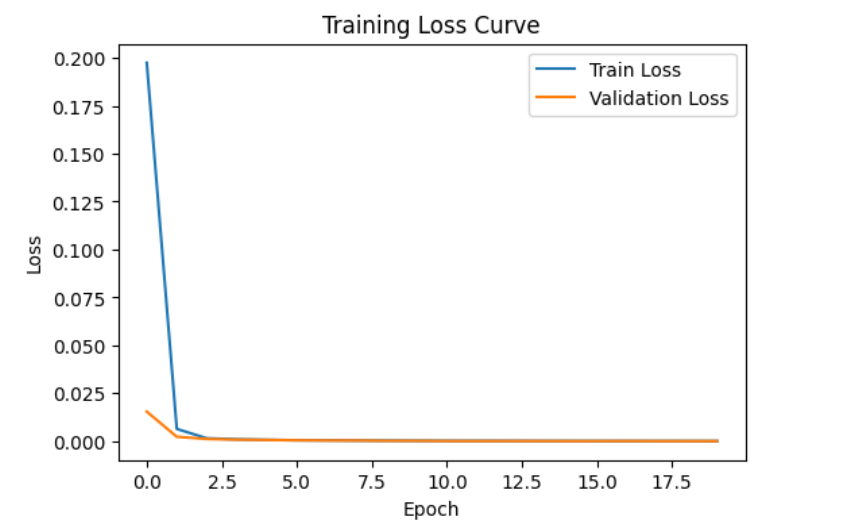 Training Loss Curve
Train Loss
Validation Loss
0.200
0.175
0.150
0.125
0.100
0.075
0.050
0.025
0.000
Loss
0.0 2.5 5.0 7.5 10.0 12.5 15.0 17.5
Epoch